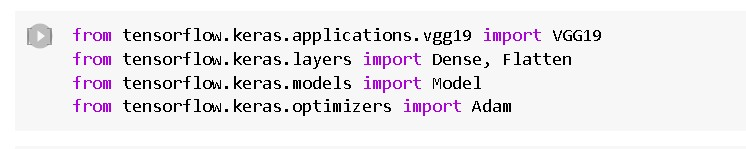 from tensorflow.keras.applications.vgg19 import VGG19
from tensorflow.keras.layers import Dense, Flatten
from tensorflow.keras.models import Model
from tensorflow.keras.optimizers import Adam